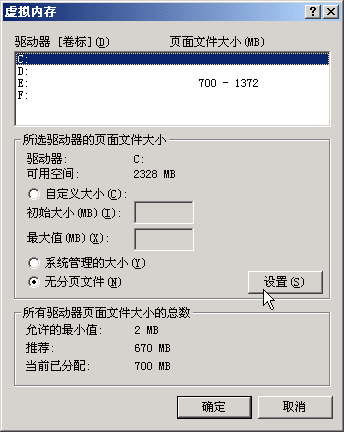 虚拟内存
驱动器 [卷标](D) 页面文件大小(MB)
C:
D:
E: 700 - 1372
F:
所选驱动器的页面文件大小
驱动器: C:
可用空间: 2328 MB
自定义大小(C):
初始大小(MB)(I):
最大值(MB)(X):
系统管理的大小(Y)
无分页文件(N) 设置(S)
所有驱动器页面文件大小的总数
允许的最小值: 2 MB
推荐: 670 MB
当前已分配: 700 MB
确定 取消